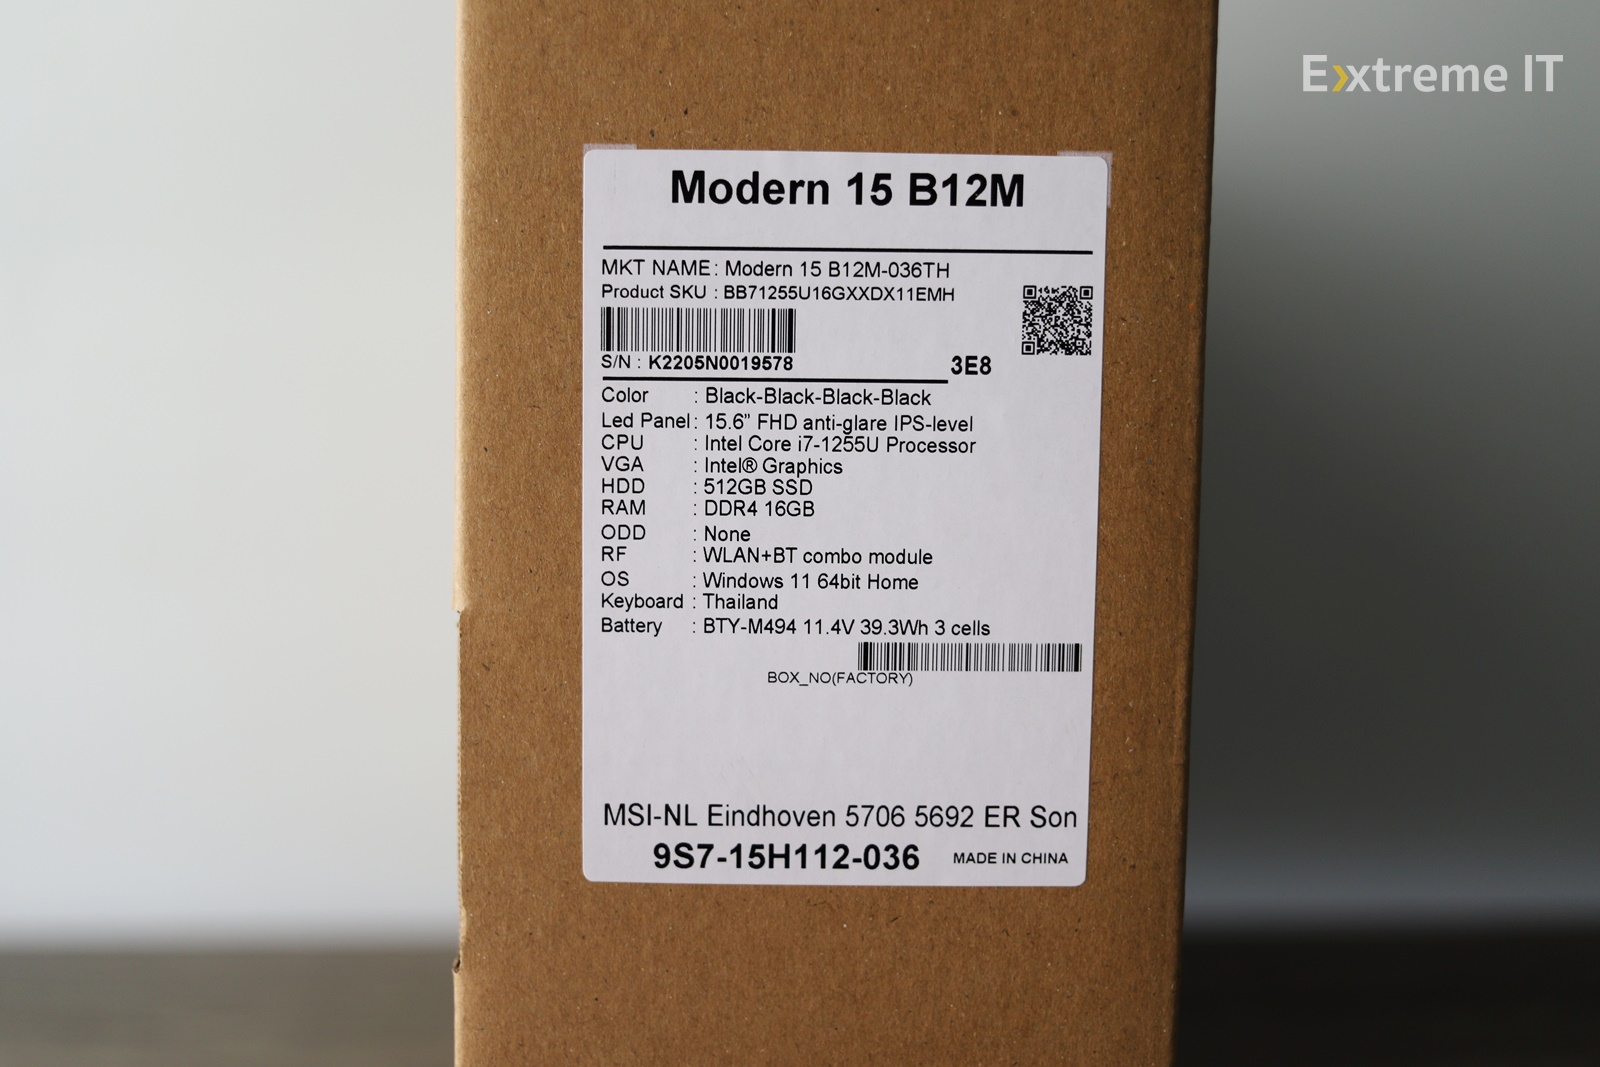 Exxtreme IT
Modern 15 B12M
MKT NAME : Modern 15 B12M-036TH
Product SKU : BB71255U16GXXDX11EMH
S/N : K2205N0019578
3E8
Color : Black-Black-Black-Black
Led Panel : 15.6” FHD anti-glare IPS-level
CPU : Intel Core i7-1255U Processor
VGA : Intel® Graphics
HDD : 512GB SSD
RAM : DDR4 16GB
ODD : None
RF : WLAN+BT combo module
OS : Windows 11 64bit Home
Keyboard : Thailand
Battery : BTY-M494 11.4V 39.3Wh 3 cells
BOX_NO(FACTORY)
MSI-NL Eindhoven 5706 5692 ER Son
9S7-15H112-036 MADE IN CHINA